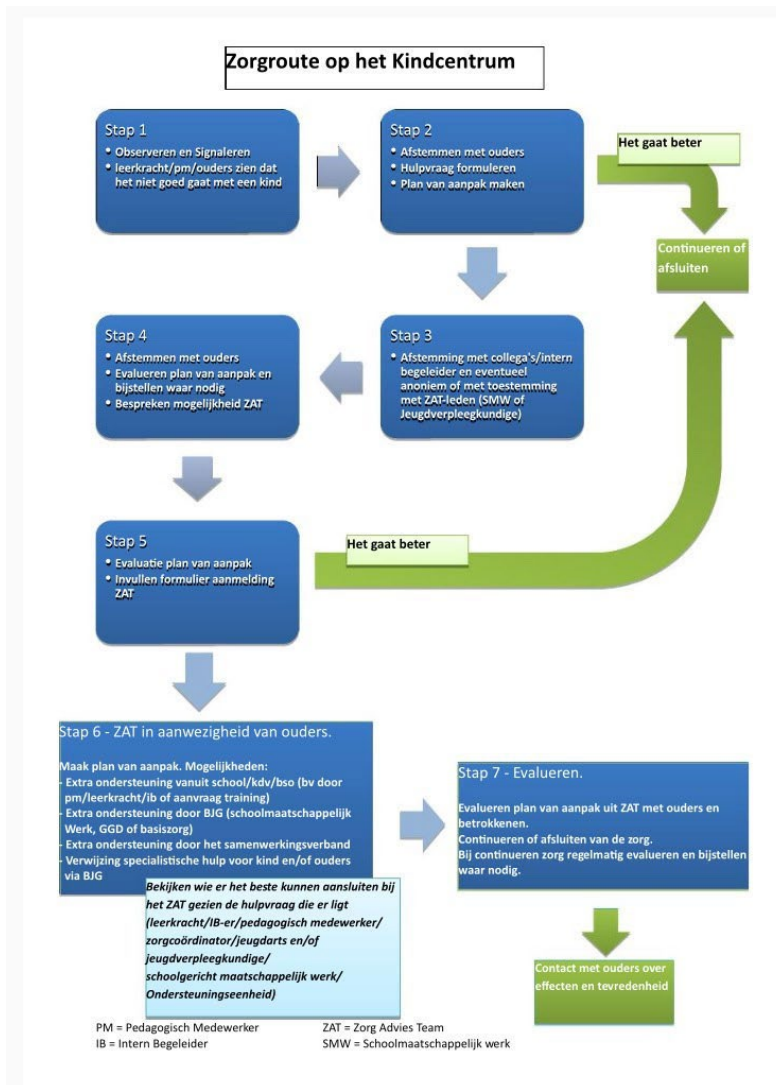 Zorgroute op het Kindcentrum
Stap 1
• Observeren en Signaleren
• leerkracht/pm/ouders zien dat
het niet goed gaat met een kind
Stap 2
• Afstemmen met ouders
• Hulpvraag formuleren
• Plan van aanpak maken
Het gaat beter
Continueren of
afsluiten
Stap 3
• Afstemming met collega's/intern
begeleider en eventueel
anoniem of met toestemming
met ZAT-leden (SMW of
Jeugdverpleegkundige)
Stap 4
• Afstemmen met ouders
• Evalueren plan van aanpak en
bijstellen waar nodig
• Bespreken mogelijkheid ZAT
Stap 5
• Evaluatie plan van aanpak
• Invullen formulier aanmelding
ZAT
Het gaat beter
Stap 6 - ZAT in aanwezigheid van ouders.
Maak plan van aanpak. Mogelijkheden:
- Extra ondersteuning vanuit school/kdv/bso (bv door
pm/leerkracht/ib of aanvraag training)
- Extra ondersteuning door BJG (schoolmaatschappelijk
Werk, GGD of basiszorg)
- Extra ondersteuning door het samenwerkingsverband
- Verwijzing specialistische hulp voor kind en/of ouders
via BJG
Bekijken wie er het beste kunnen aansluiten bij
het ZAT gezien de hulpvraag die er ligt
(leerkracht/IB-er/pedagogisch medewerker/
zorgcoördinator/jeugdarts en/of
jeugdverpleegkundige/
schoolgericht maatschappelijk werk/
Ondersteuningseenheid)
Stap 7 - Evalueren.
Evalueren plan van aanpak uit ZAT met ouders en
betrokkenen.
Continueren of afsluiten van de zorg.
Bij continueren zorg regelmatig evalueren en bijstellen
waar nodig.
Contact met ouders over
effecten en tevredenheid
PM = Pedagogisch Medewerker
ZAT = Zorg Advies Team
IB = Intern Begeleider
SMW = Schoolmaatschappelijk werk